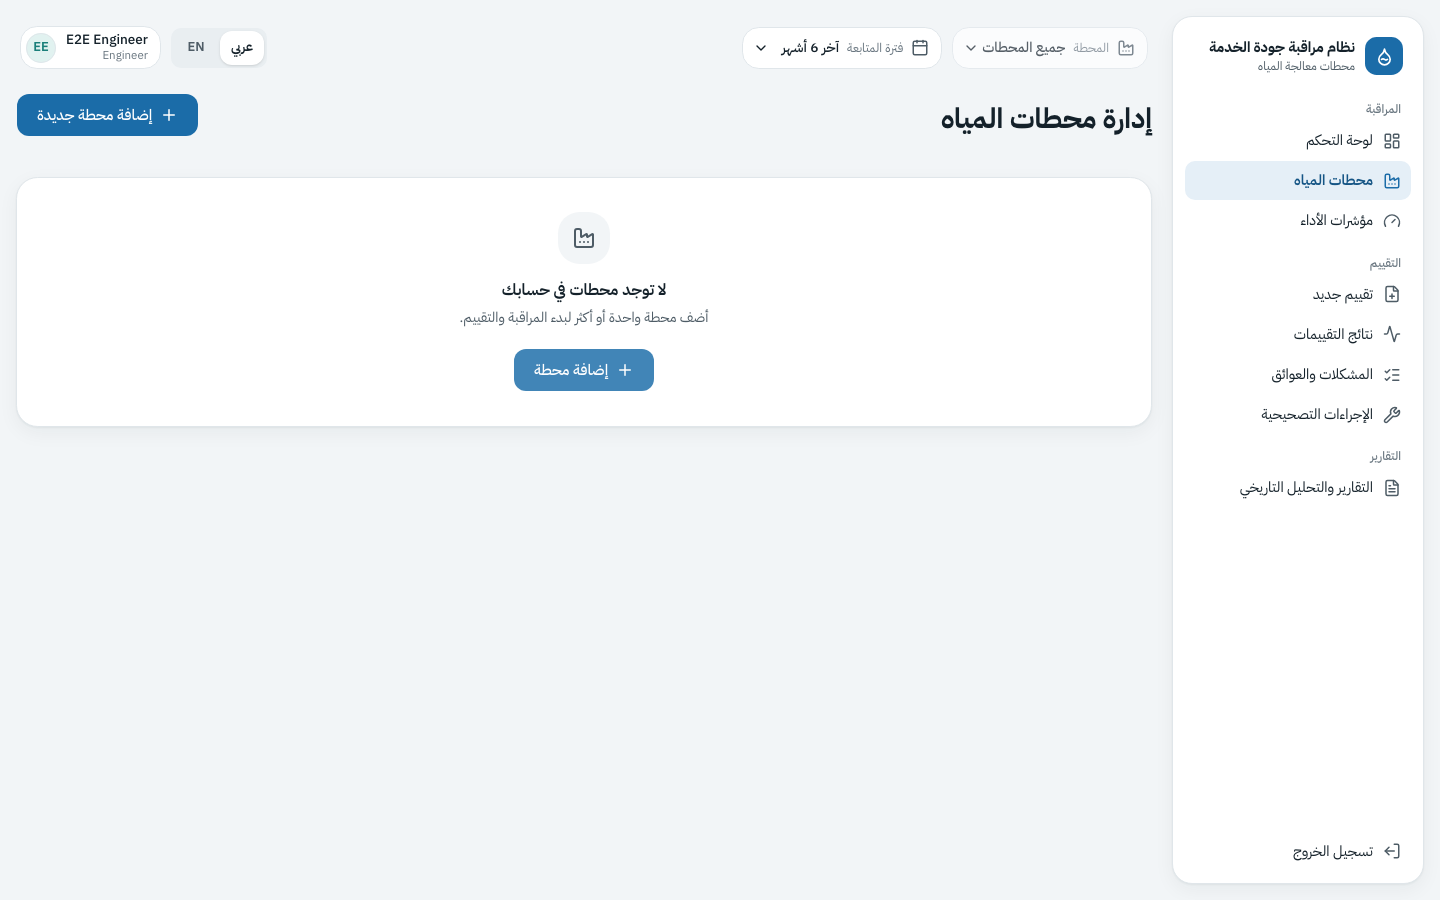 نظام مراقبة جودة الخدمة
محطات معالجة المياه
المراقبة
لوحة التحكم
محطات المياه
مؤشرات الأداء
التقييم
تقييم جديد
نتائج التقييمات
المشكلات والعوائق
الإجراءات التصحيحية
التقارير
التقارير والتحليل التاريخي
تسجيل الخروج
المحطة جميع المحطات
فترة المتابعة آخر 6 أشهر
عربي
EN
E2E Engineer
Engineer
EE
إدارة محطات المياه
إضافة محطة جديدة
لا توجد محطات في حسابك
أضف محطة واحدة أو أكثر لبدء المراقبة والتقييم.
إضافة محطة